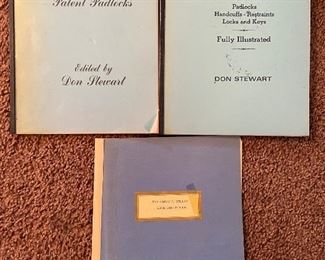 Patent Padlocks
Edited by
Don Stewart
Padlocks
Handcuffs - Restraints
Locks and Keys
Fully Illustrated
DON STEWART